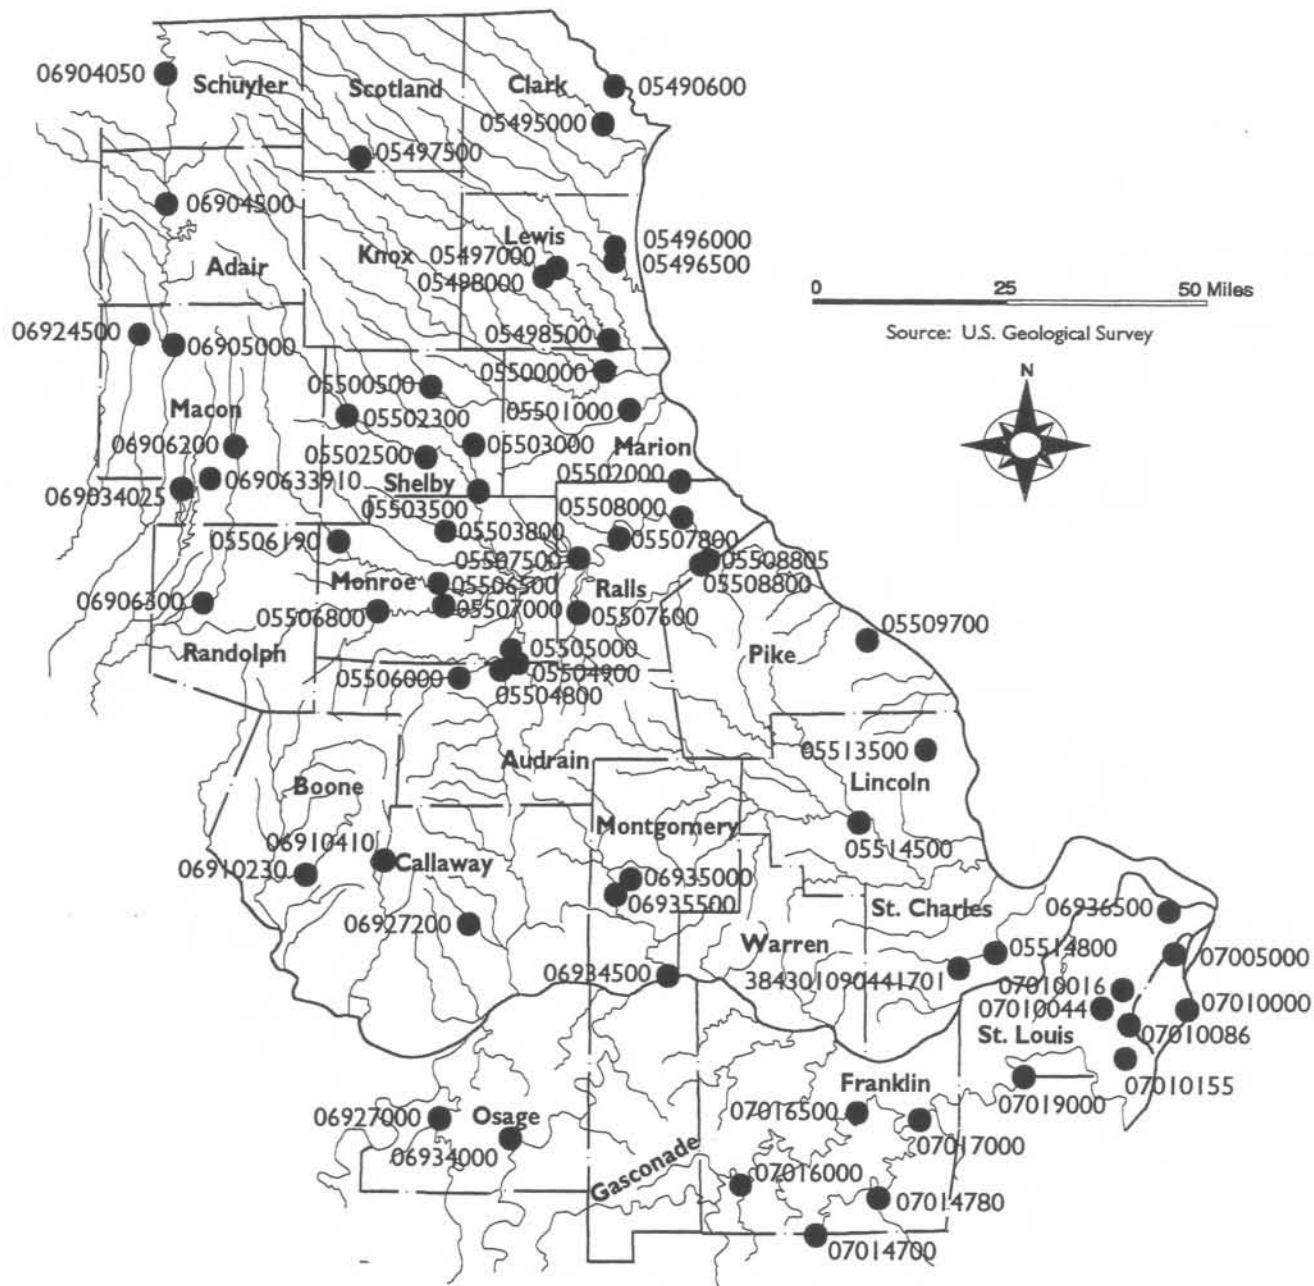 06904050
Schuyler
Scotland
Clark
05490600
05495000
05497500
06904500
Adair
Knox
Lewis
05497000
05498000
05496000
05496500
0 25 50 Miles
Source: U.S. Geological Survey
N
06924500
06905000
05498500
05500000
05500500
05502300
05501000
Macon
06906200
05502500
05503000
Marion
05502000
0690633910
069034025
Shelby
05503500
05508000
05503800
05507800
05506190
05507500
05508805
05508800
Monroe
05506500
Ralls
06906300
05506800
05507000
05507600
Randolph
05505000
05504900
05506000
05504800
05509700
Pike
Audrain
05513500
Lincoln
Boone
Montgomery
05514500
06910410
Callaway
06910230
06935000
06935500
06927200
St. Charles
06936500
Warren
05514800
07005000
06934500
384301090441701
07010016
07010044
07010000
St. Louis
07010086
07010155
Franklin
07019000
06927000
Osage
07016500
06934000
07017000
Gasconade
07016000
07014780
07014700